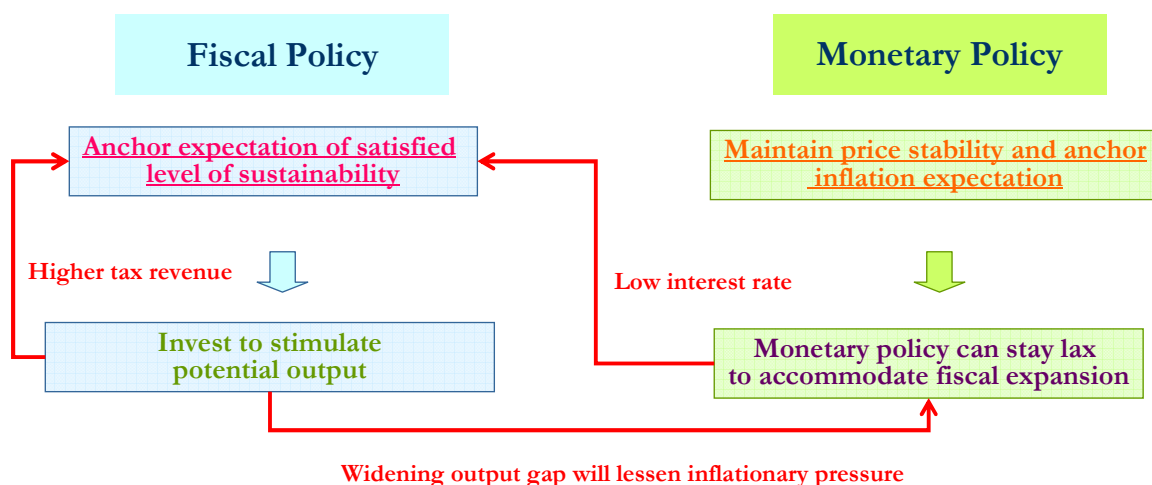 Fiscal Policy
Monetary Policy
Anchor expectation of satisfied
level of sustainability
Maintain price stability and anchor
inflation expectation
Higher tax revenue
Low interest rate
Invest to stimulate
potential output
Monetary policy can stay lax
to accommodate fiscal expansion
Widening output gap will lessen inflationary pressure